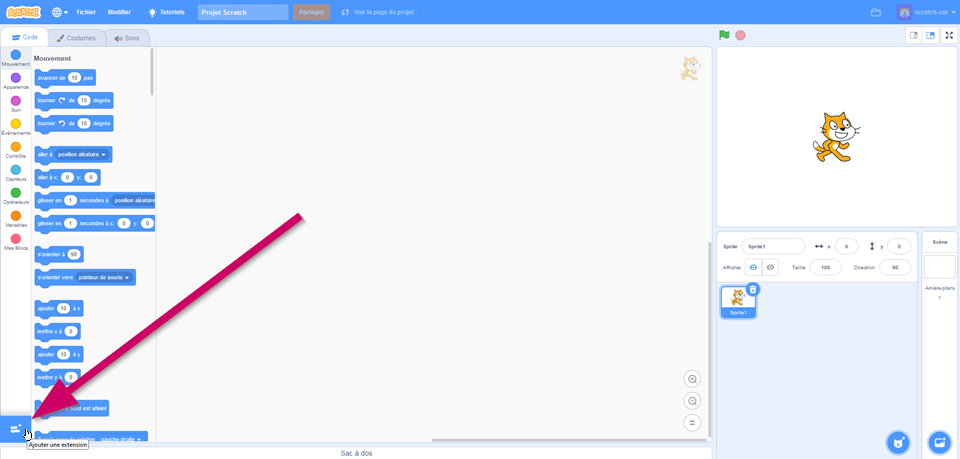 SCRATCH
Fichier
Modifier
Tutoriels
Projet Scratch
Partager
Voir la page du projet
scratch-cat
Code
Costumes
Sons
Mouvement
Apparence
Son
Événements
Contrôle
Capteurs
Opérateurs
Variables
Mes Blocs
Mouvement
avancer de 10 pas
tourner de 15 degrés
tourner de 15 degrés
aller à position aléatoire
aller à x: 0 y: 0
glisser en 1 secondes à position aléatoire
glisser en 1 secondes à x: 0 y: 0
s'orienter à 90
s'orienter vers pointeur de souris
ajouter 10 à x
mettre x à 0
ajouter 10 à y
mettre y à 0
bord est atteint
gauche-droite
Ajouter une extension
Sac à dos
Sprite Sprite1 x 0 y 0
Afficher Taille 100 Direction 90
Sprite1
Scène
Arrière-plans
1